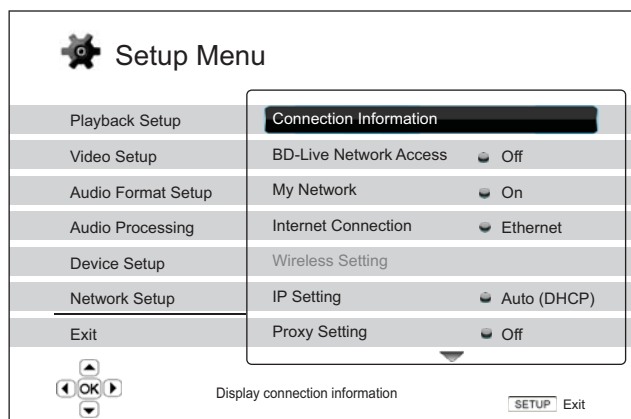 Setup Menu
Playback Setup
Video Setup
Audio Format Setup
Audio Processing
Device Setup
Network Setup
Exit
Connection Information
BD-Live Network Access Off
My Network On
Internet Connection Ethernet
Wireless Setting
IP Setting Auto (DHCP)
Proxy Setting Off
OK
Display connection information
SETUP Exit